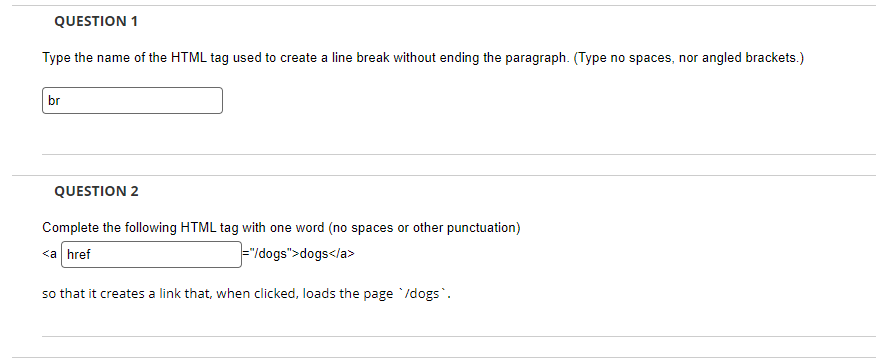 QUESTION 1
Type the name of the HTML tag used to create a line break without ending the paragraph. (Type no spaces, nor angled brackets.)
br
QUESTION 2
Complete the following HTML tag with one word (no spaces or other punctuation)
<a href ="/dogs">dogs</a>
so that it creates a link that, when clicked, loads the page `/dogs`.